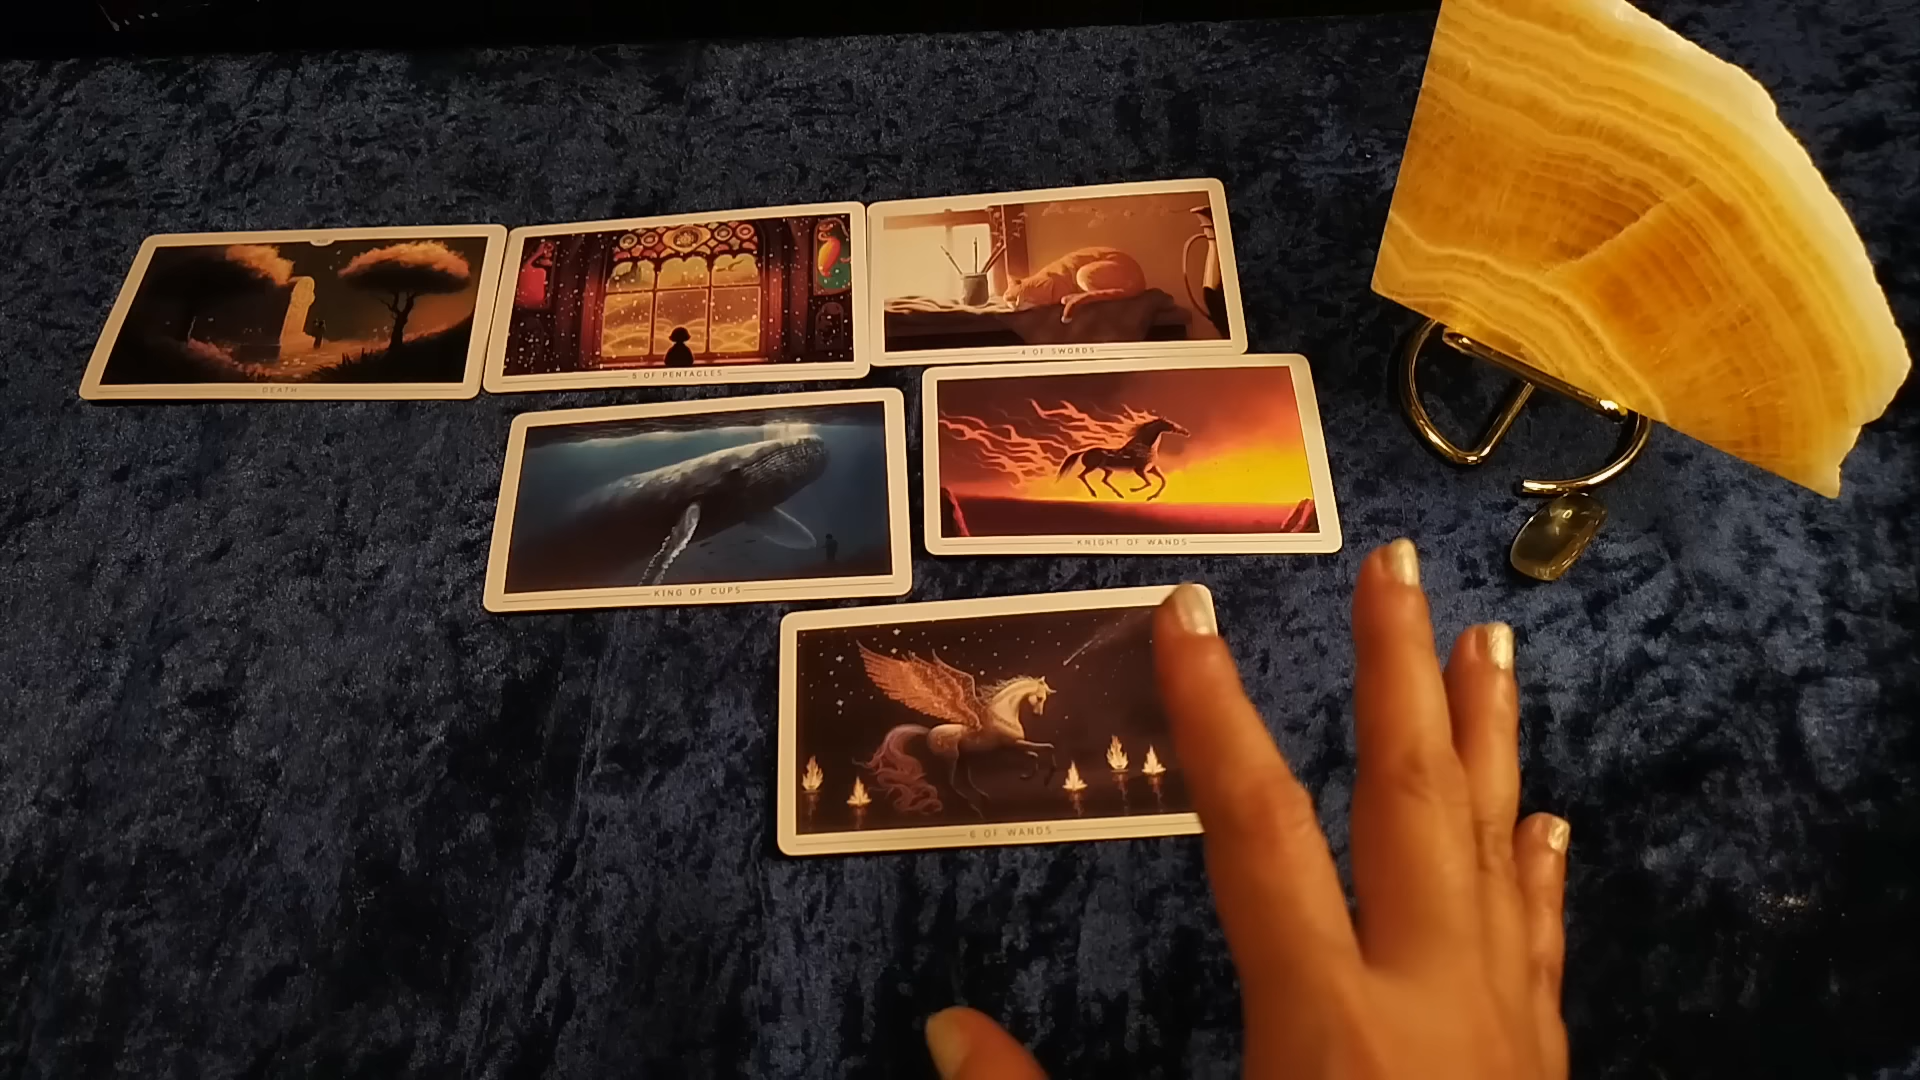 DEATH
5 OF PENTACLES
4 OF SWORDS
KING OF CUPS
KNIGHT OF WANDS
6 OF WANDS